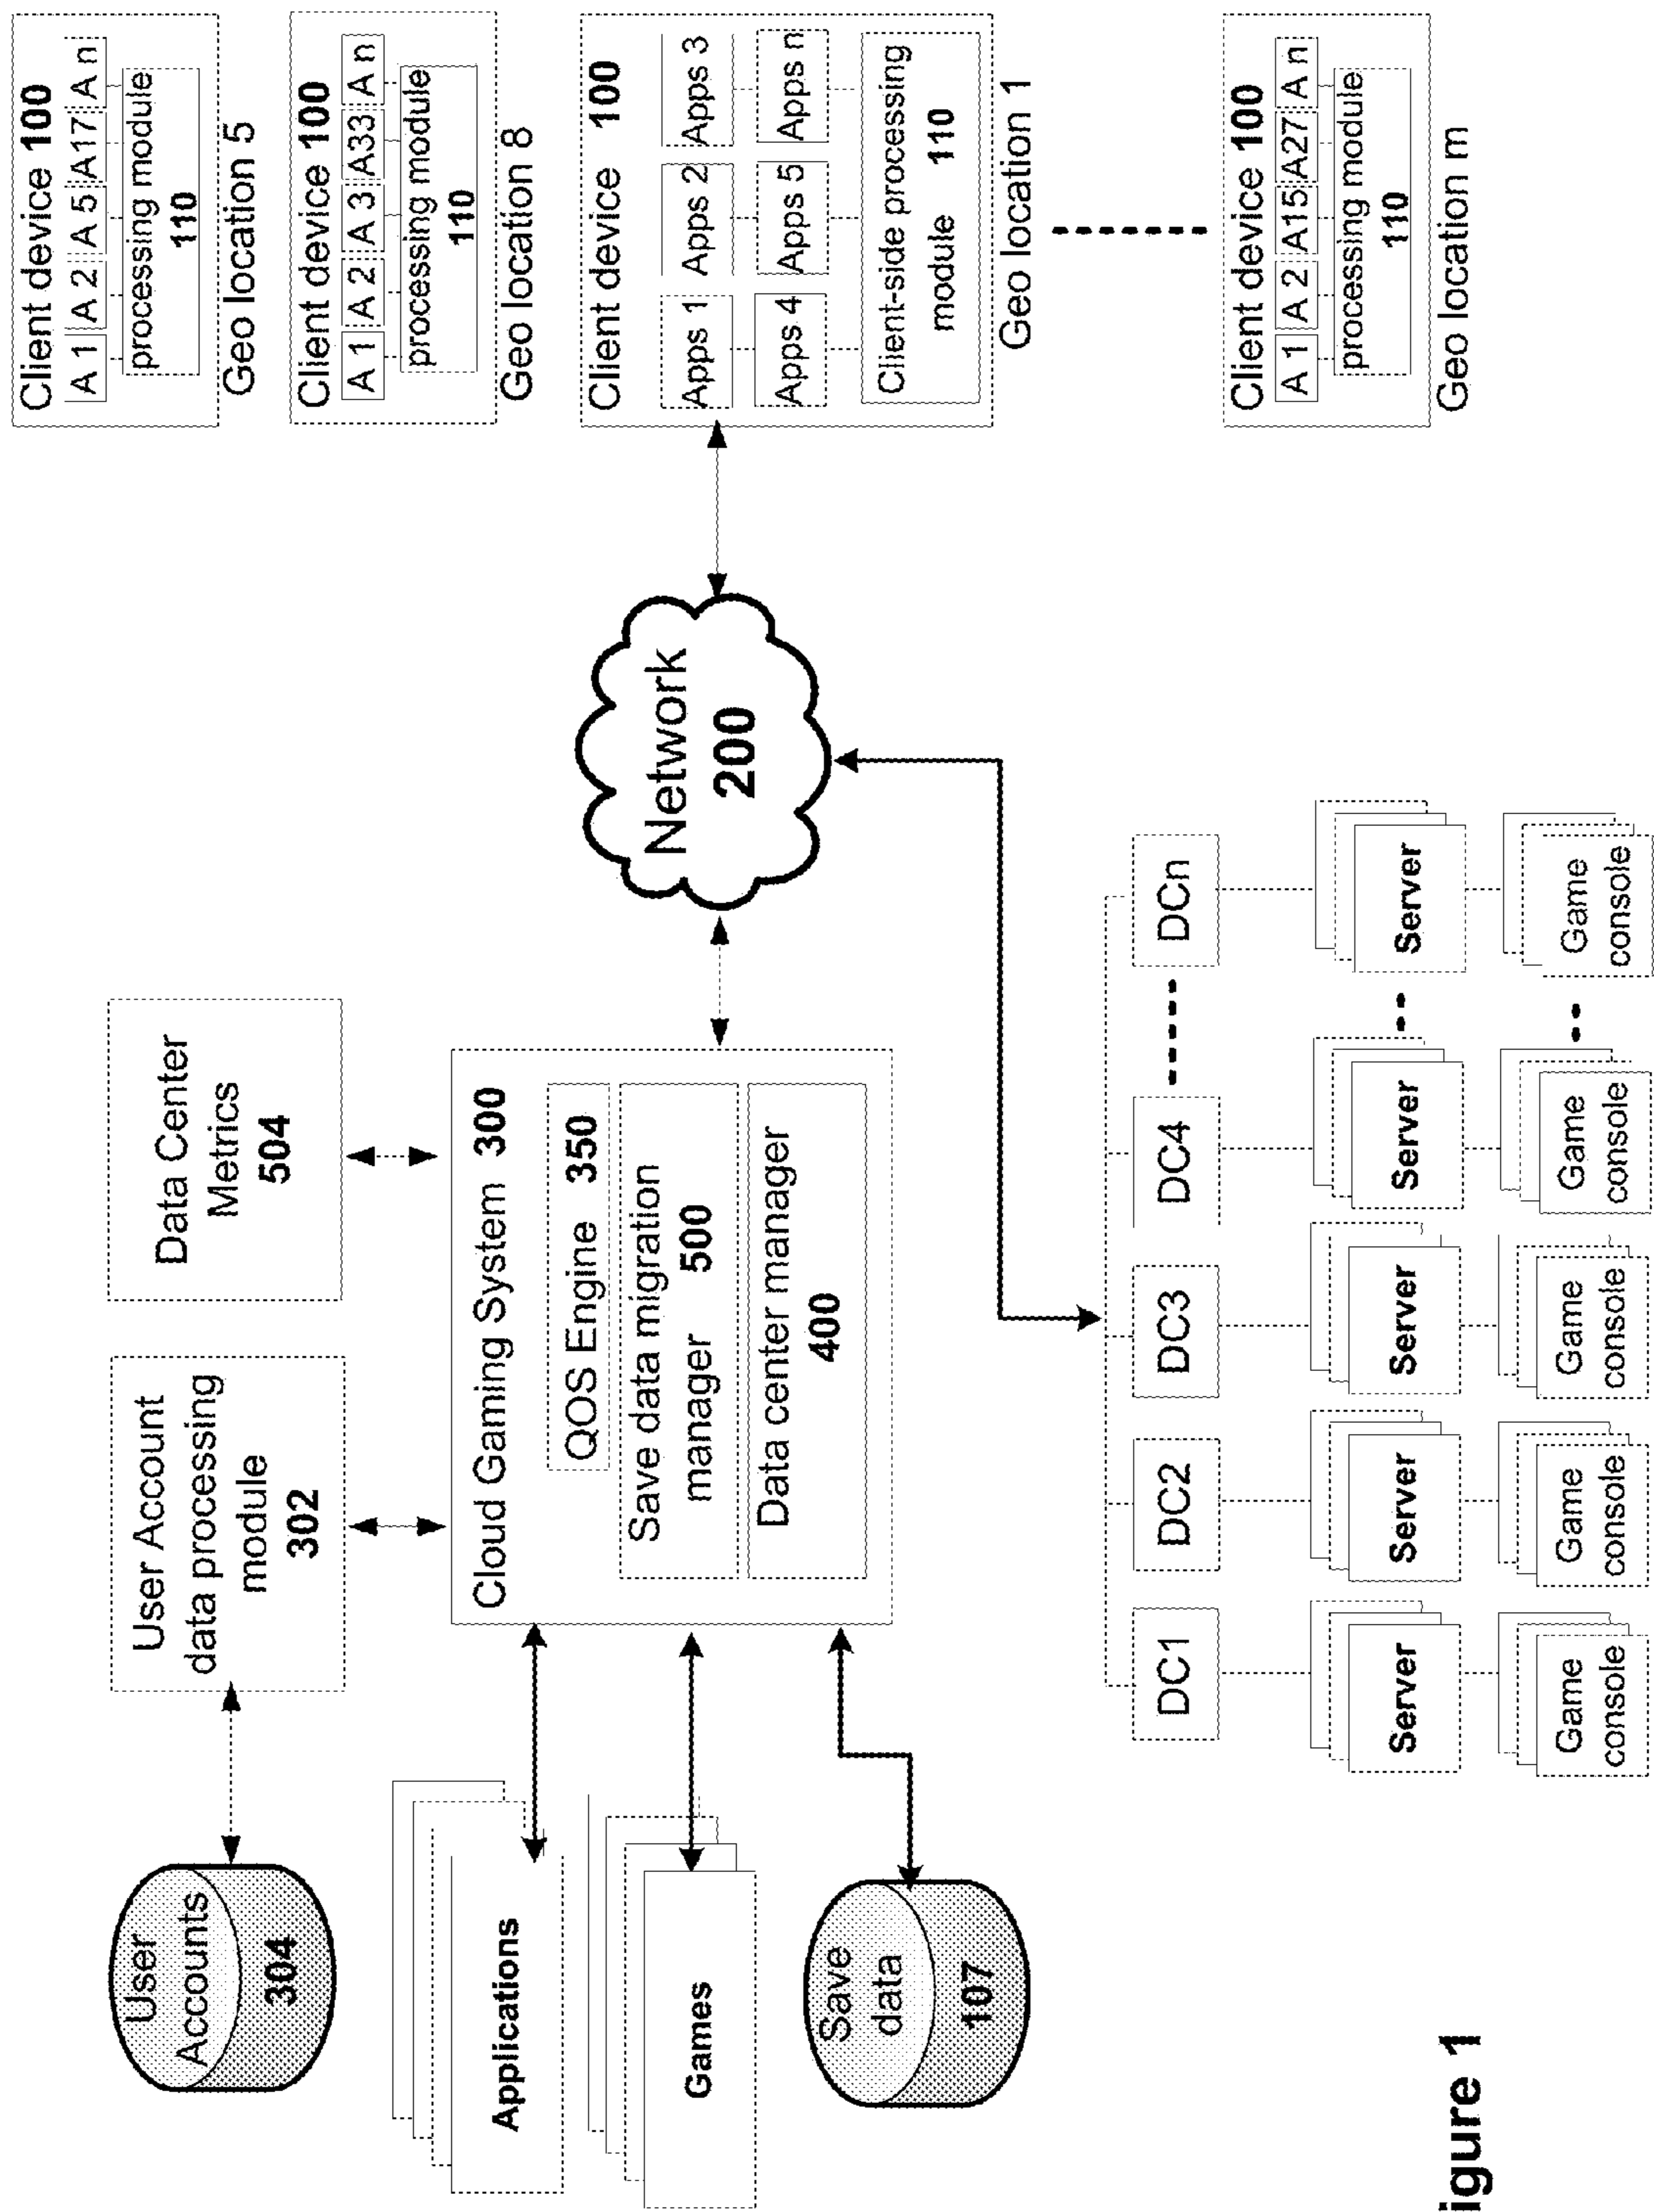 User
Accounts
304
User Account
data processing
module
302
Data Center
Metrics
504
Applications
Games
Save
data
107
Cloud Gaming System 300
QOS Engine 350
Save data migration
manager 500
Data center manager
400
Network
200
Client device 100
A 1 A 2 A 5 A17 A n
processing module
110
Geo location 5
Client device 100
A 1 A 2 A 3 A33 A n
processing module
110
Geo location 8
Client device 100
Apps 1 Apps 2 Apps 3
Apps 4 Apps 5 Apps n
Client-side processing
module 110
Geo location 1
Client device 100
A 1 A 2 A15 A27 A n
processing module
110
Geo location m
DC1 DC2 DC3 DC4 DCn
Server Server Server Server Server
Game Game Game Game Game
console console console console console
igure 1